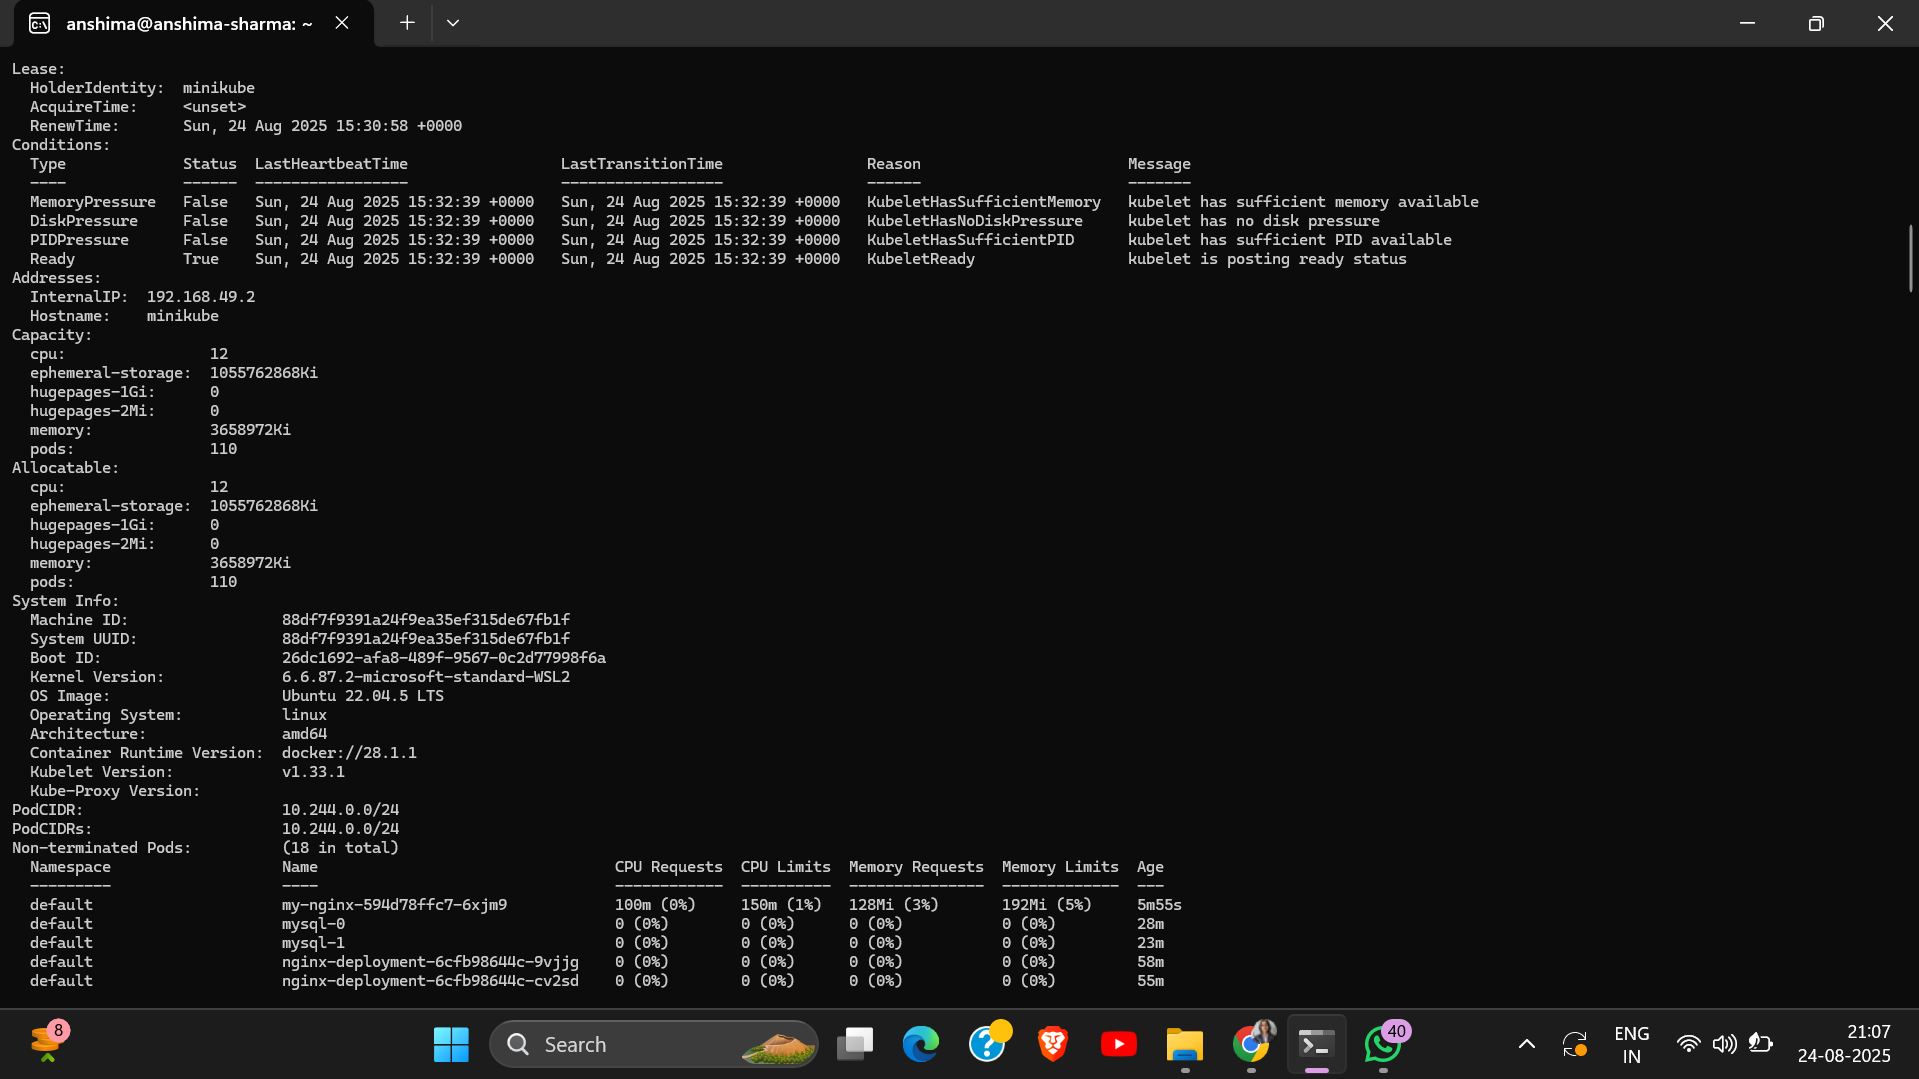 anshima@anshima-sharma: ~
Lease:
  HolderIdentity:  minikube
  AcquireTime:     <unset>
  RenewTime:       Sun, 24 Aug 2025 15:30:58 +0000
Conditions:
  Type             Status  LastHeartbeatTime                 LastTransitionTime                Reason                       Message
  ----             ------  -----------------                 ------------------                ------                       -------
  MemoryPressure   False   Sun, 24 Aug 2025 15:32:39 +0000   Sun, 24 Aug 2025 15:32:39 +0000   KubeletHasSufficientMemory   kubelet has sufficient memory available
  DiskPressure     False   Sun, 24 Aug 2025 15:32:39 +0000   Sun, 24 Aug 2025 15:32:39 +0000   KubeletHasNoDiskPressure     kubelet has no disk pressure
  PIDPressure      False   Sun, 24 Aug 2025 15:32:39 +0000   Sun, 24 Aug 2025 15:32:39 +0000   KubeletHasSufficientPID      kubelet has sufficient PID available
  Ready            True    Sun, 24 Aug 2025 15:32:39 +0000   Sun, 24 Aug 2025 15:32:39 +0000   KubeletReady                 kubelet is posting ready status
Addresses:
  InternalIP:  192.168.49.2
  Hostname:    minikube
Capacity:
  cpu:                12
  ephemeral-storage:  1055762868Ki
  hugepages-1Gi:      0
  hugepages-2Mi:      0
  memory:             3658972Ki
  pods:               110
Allocatable:
  cpu:                12
  ephemeral-storage:  1055762868Ki
  hugepages-1Gi:      0
  hugepages-2Mi:      0
  memory:             3658972Ki
  pods:               110
System Info:
  Machine ID:                 88df7f9391a24f9ea35ef315de67fb1f
  System UUID:                88df7f9391a24f9ea35ef315de67fb1f
  Boot ID:                    26dc1692-afa8-489f-9567-0c2d77998f6a
  Kernel Version:             6.6.87.2-microsoft-standard-WSL2
  OS Image:                   Ubuntu 22.04.5 LTS
  Operating System:           linux
  Architecture:               amd64
  Container Runtime Version:  docker://28.1.1
  Kubelet Version:            v1.33.1
  Kube-Proxy Version:
PodCIDR:                      10.244.0.0/24
PodCIDRs:                     10.244.0.0/24
Non-terminated Pods:          (18 in total)
  Namespace                   Name                                 CPU Requests  CPU Limits  Memory Requests  Memory Limits  Age
  ---------                   ----                                 ------------  ----------  ---------------  -------------  ---
  default                     my-nginx-594d78ffc7-6xjm9            100m (0%)     150m (1%)   128Mi (3%)       192Mi (5%)     5m55s
  default                     mysql-0                              0 (0%)        0 (0%)      0 (0%)           0 (0%)         28m
  default                     mysql-1                              0 (0%)        0 (0%)      0 (0%)           0 (0%)         23m
  default                     nginx-deployment-6cfb98644c-9vjjg    0 (0%)        0 (0%)      0 (0%)           0 (0%)         58m
  default                     nginx-deployment-6cfb98644c-cv2sd    0 (0%)        0 (0%)      0 (0%)           0 (0%)         55m
8
Search
40
ENG
IN
21:07
24-08-2025